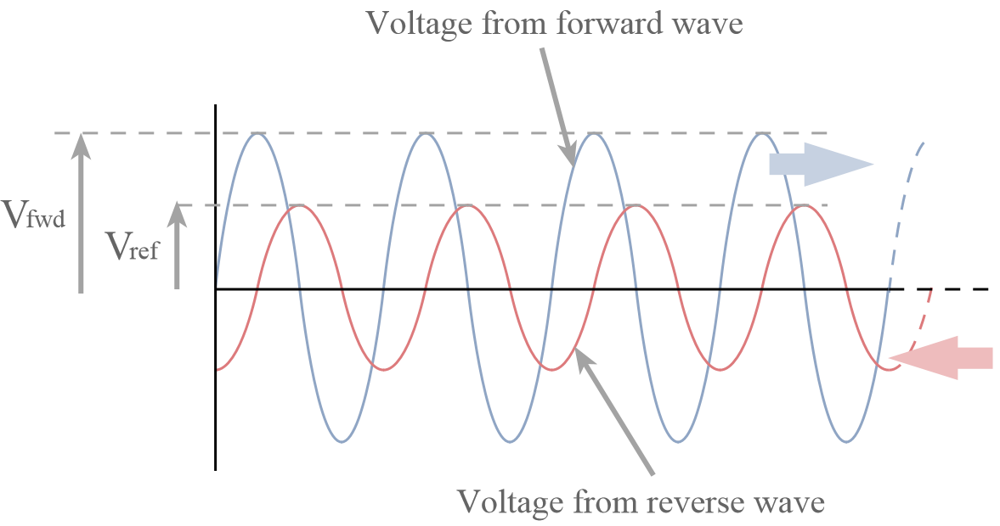 Voltage from forward wave
Vfwd
Vref
Voltage from reverse wave